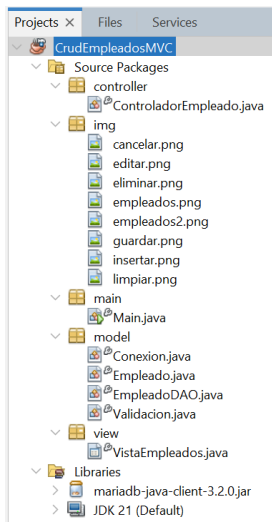 Projects × Files Services
CrudEmpleadosMVC
Source Packages
controller
ControladorEmpleado.java
img
cancelar.png
editar.png
eliminar.png
empleados.png
empleados2.png
guardar.png
insertar.png
limpiar.png
main
Main.java
model
Conexion.java
Empleado.java
EmpleadoDAO.java
Validacion.java
view
VistaEmpleados.java
Libraries
mariadb-java-client-3.2.0.jar
JDK 21 (Default)